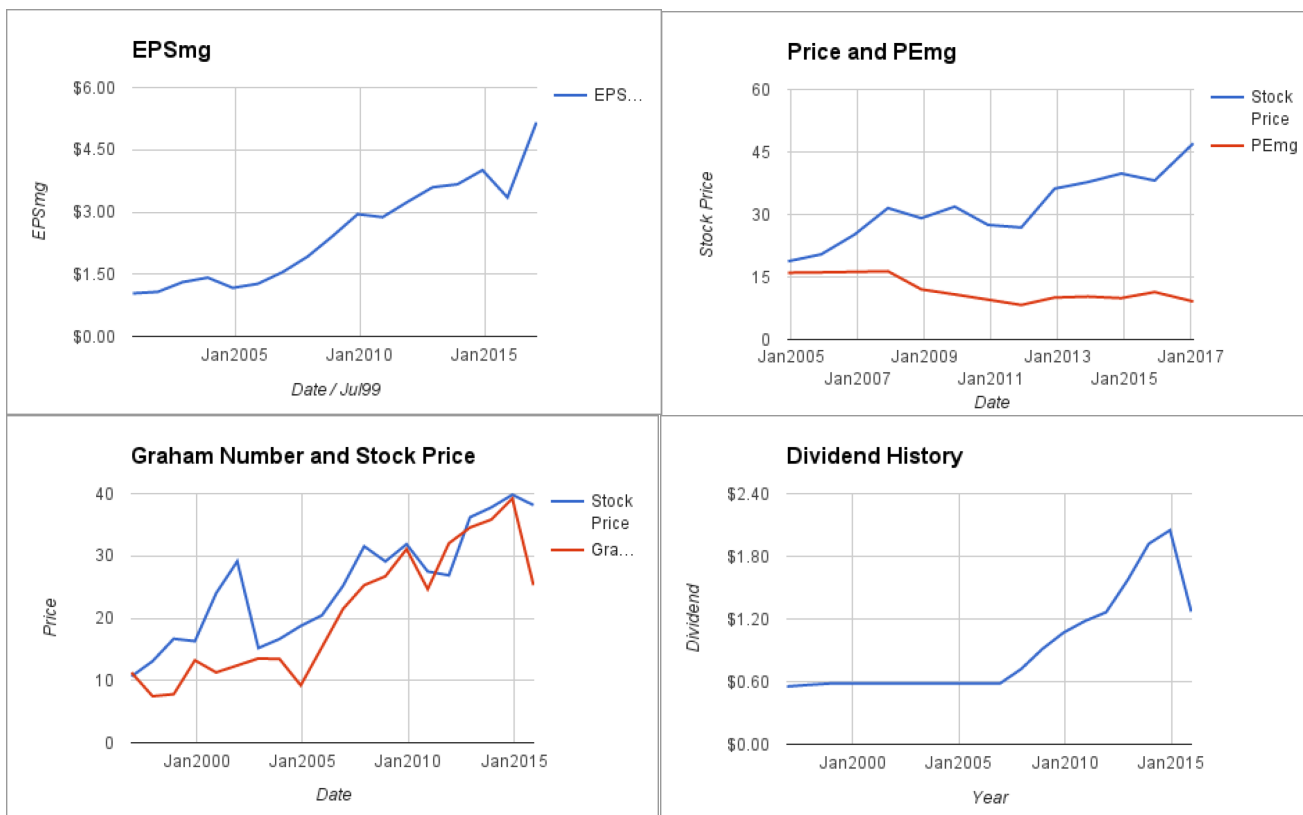 EPSmg
$6.00
$4.50
$3.00
$1.50
$0.00
EPSmg
Jan2005 Jan2010 Jan2015
Date / Jul99
EPS...
Price and PEmg
60
45
30
15
0
Stock Price
Jan2005 Jan2009 Jan2013 Jan2017
Jan2007 Jan2011 Jan2015
Date
Stock
Price
PEmg
Graham Number and Stock Price
40
30
20
10
0
Price
Jan2000 Jan2005 Jan2010 Jan2015
Date
Stock
Price
Gra...
Dividend History
$2.40
$1.80
$1.20
$0.60
$0.00
Dividend
Jan2000 Jan2005 Jan2010 Jan2015
Year